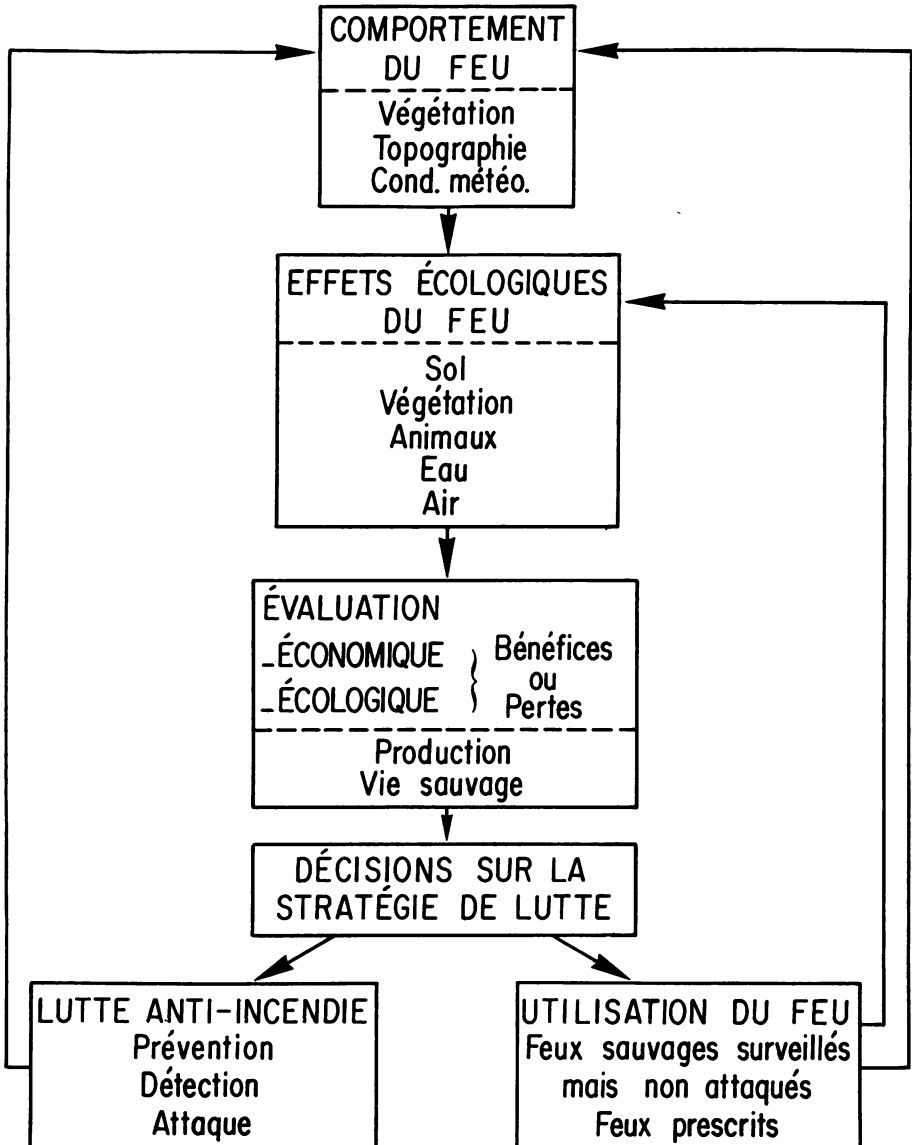 COMPORTEMENT
DU FEU
Végétation
Topographie
Cond. météo.
EFFETS ÉCOLOGIQUES
DU FEU
Sol
Végétation
Animaux
Eau
Air
ÉVALUATION
_ÉCONOMIQUE
_ÉCOLOGIQUE
Bénéfices
ou
Pertes
Production
Vie sauvage
DÉCISIONS SUR LA
STRATÉGIE DE LUTTE
LUTTE ANTI-INCENDIE
Prévention
Détection
Attaque
UTILISATION DU FEU
Feux sauvages surveillés
mais non attaqués
Feux prescrits